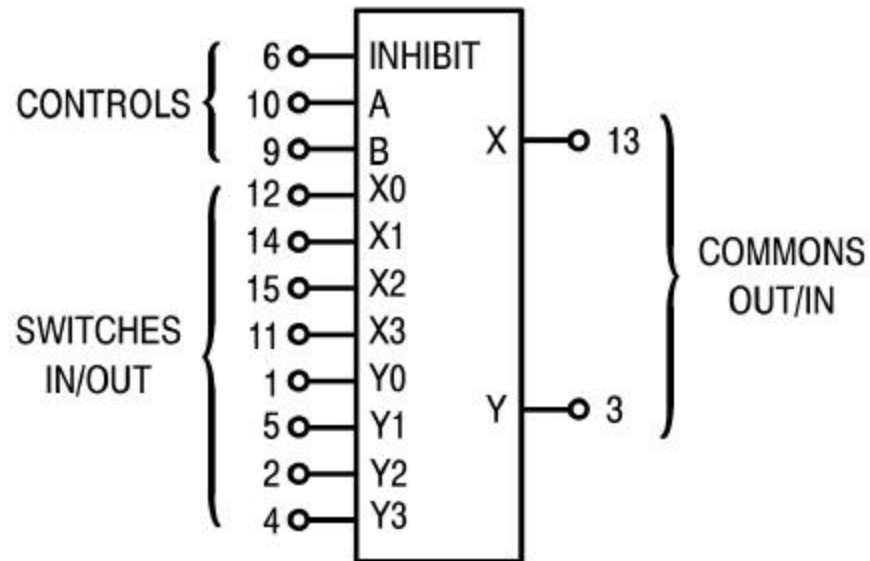 6 INHIBIT
CONTROLS
10 A
9 B
X 13
12 X0
14 X1
15 X2
11 X3
1 Y0
5 Y1
2 Y2
4 Y3
SWITCHES
IN/OUT
Y 3
COMMONS
OUT/IN